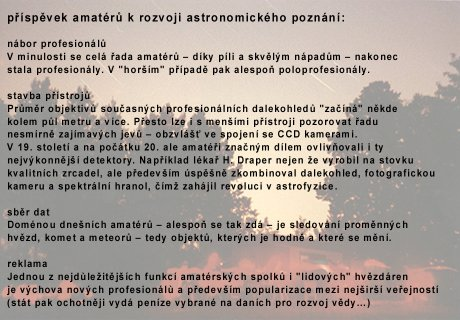 příspěvek amatérů k rozvoji astronomického poznání:
nábor profesionálů
V minulosti se celá řada amatérů – díky píli a skvělým nápadům – nakonec
stala profesionály. V "horším" případě pak alespoň poloprofesionály.
stavba přístrojů
Průměr objektivů současných profesionálních dalekohledů "začíná" někde
kolem půl metru a více. Přesto lze i s menšími přístroji pozorovat řadu
nesmírně zajímavých jevů – obzvlášť ve spojení se CCD kamerami.
V 19. století a na počátku 20. ale amatéři značným dílem ovlivňovali i ty
nejvýkonnější detektory. Například lékař H. Draper nejen že vyrobil na stovku
kvalitních zrcadel, ale především úspěšně zkombinoval dalekohled, fotografickou
kameru a spektrální hranol, čímž zahájil revoluci v astrofyzice.
sběr dat
Doménou dnešních amatérů – alespoň se tak zdá – je sledování proměnných
hvězd, komet a meteorů – tedy objektů, kterých je hodně a které se mění.
reklama
Jednou z nejdůležitějších funkcí amatérských spolků i "lidových" hvězdáren
je výchova nových profesionálů a především popularizace mezi nejširší veřejností
(stát pak ochotněji vydá peníze vybrané na daních pro rozvoj vědy...)